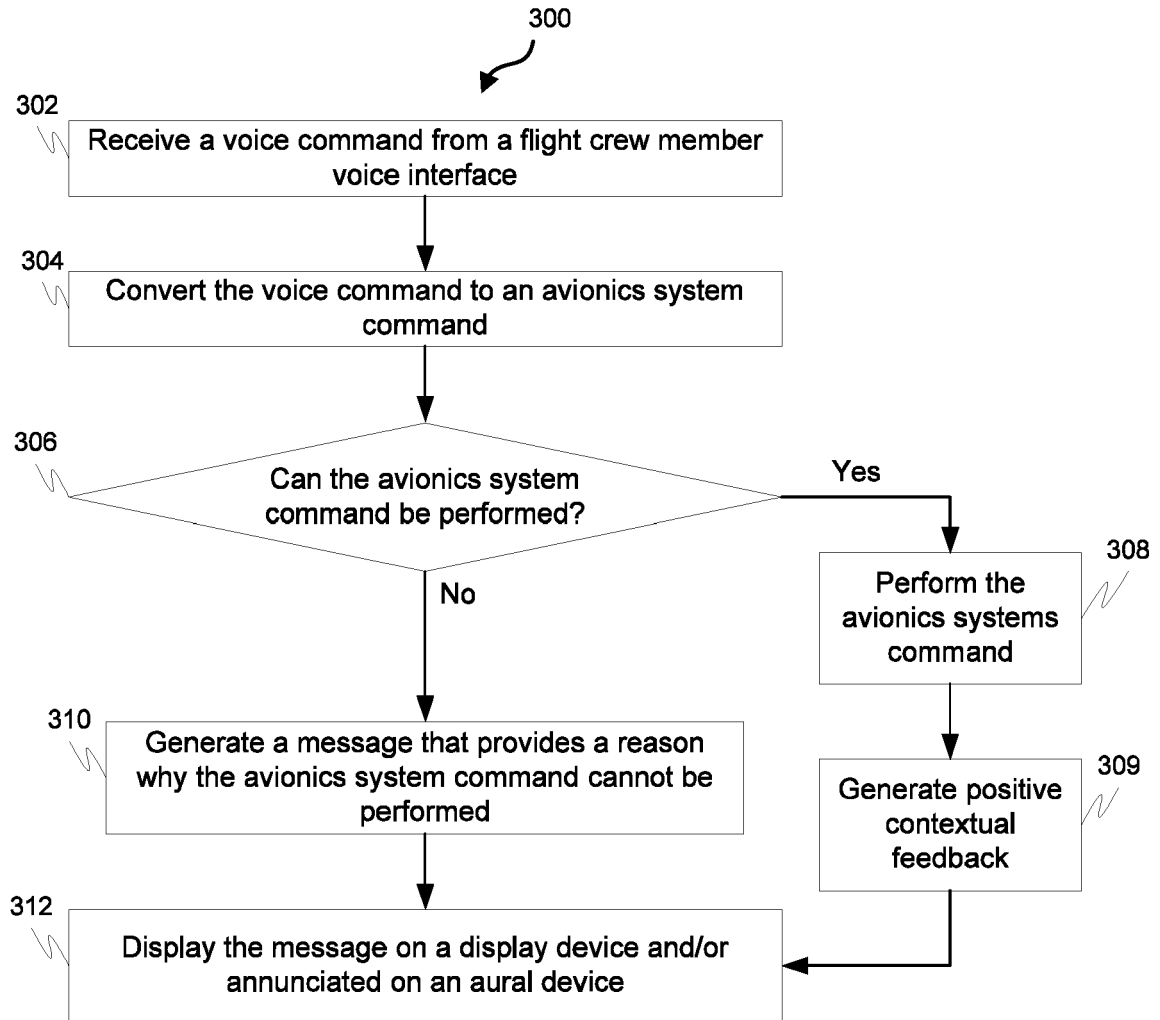 300
302
Receive a voice command from a flight crew member
voice interface
304
Convert the voice command to an avionics system
command
306
Can the avionics system
command be performed?
Yes
No
308
Perform the
avionics systems
command
310
Generate a message that provides a reason
why the avionics system command cannot be
performed
309
Generate positive
contextual
feedback
312
Display the message on a display device and/or
annunciated on an aural device